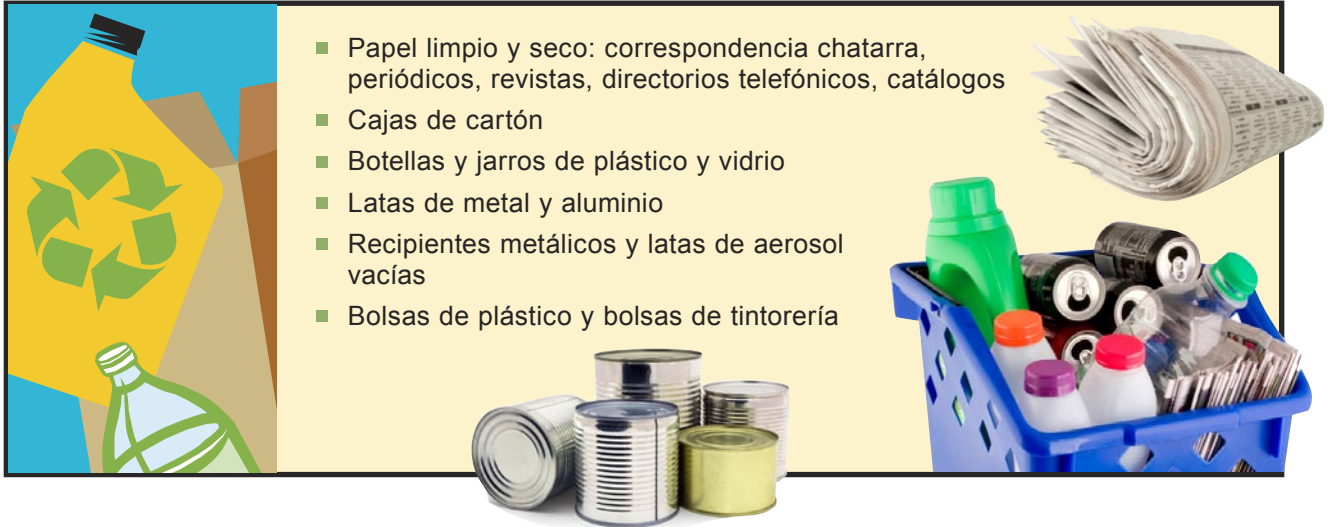 Papel limpio y seco: correspondencia chatarra,
periódicos, revistas, directorios telefónicos, catálogos
Cajas de cartón
Botellas y jarros de plástico y vidrio
Latas de metal y aluminio
Recipientes metálicos y latas de aerosol
vacías
Bolsas de plástico y bolsas de tintorería